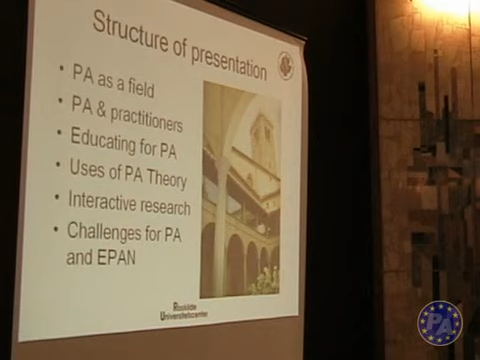 Structure of presentation
• PA as a field
• PA & practitioners
• Educating for PA
• Uses of PA Theory
• Interactive research
• Challenges for PA
and EPAN
Roskilde
Universitetscenter
PA